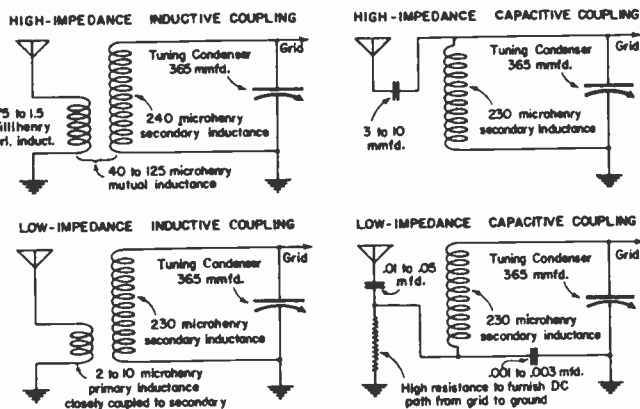 HIGH-IMPEDANCE INDUCTIVE COUPLING
Grid
Tuning Condenser
365 mmfd.
75 to 1.5
240 microhenry
secondary inductance
40 to 125 microhenry
mutual inductance
HIGH-IMPEDANCE CAPACITIVE COUPLING
Grid
Tuning Condenser
365 mmfd.
3 to 10
mmfd.
230 microhenry
secondary inductance
LOW-IMPEDANCE INDUCTIVE COUPLING
Grid
Tuning Condenser
365 mmfd.
230 microhenry
secondary inductance
2 to 10 microhenry
primary inductance
closely coupled to secondary
LOW-IMPEDANCE CAPACITIVE COUPLING
Grid
.01 to .05
mfd.
Tuning Condenser
365 mmfd.
230 microhenry
secondary inductance
.001 to .003 mfd.
High resistance to furnish DC
path from grid to ground